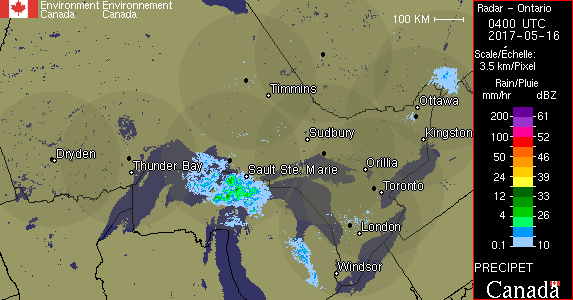 Environment Environnement
Canada Canada
100 KM
Timmins
Ottawa
Sudbury
Kingston
Dryden
Thunder Bay
Sault Ste. Marie
Orillia
Toronto
London
Windsor
Radar - Ontario
0400 UTC
2017-05-16
Scale/Échelle:
3.5 km/Pixel
Rain/Pluie
mm/hr dBZ
200 61
100 52
50 46
24 39
12 33
4 26
0.1 10
PRECIPET
Canada